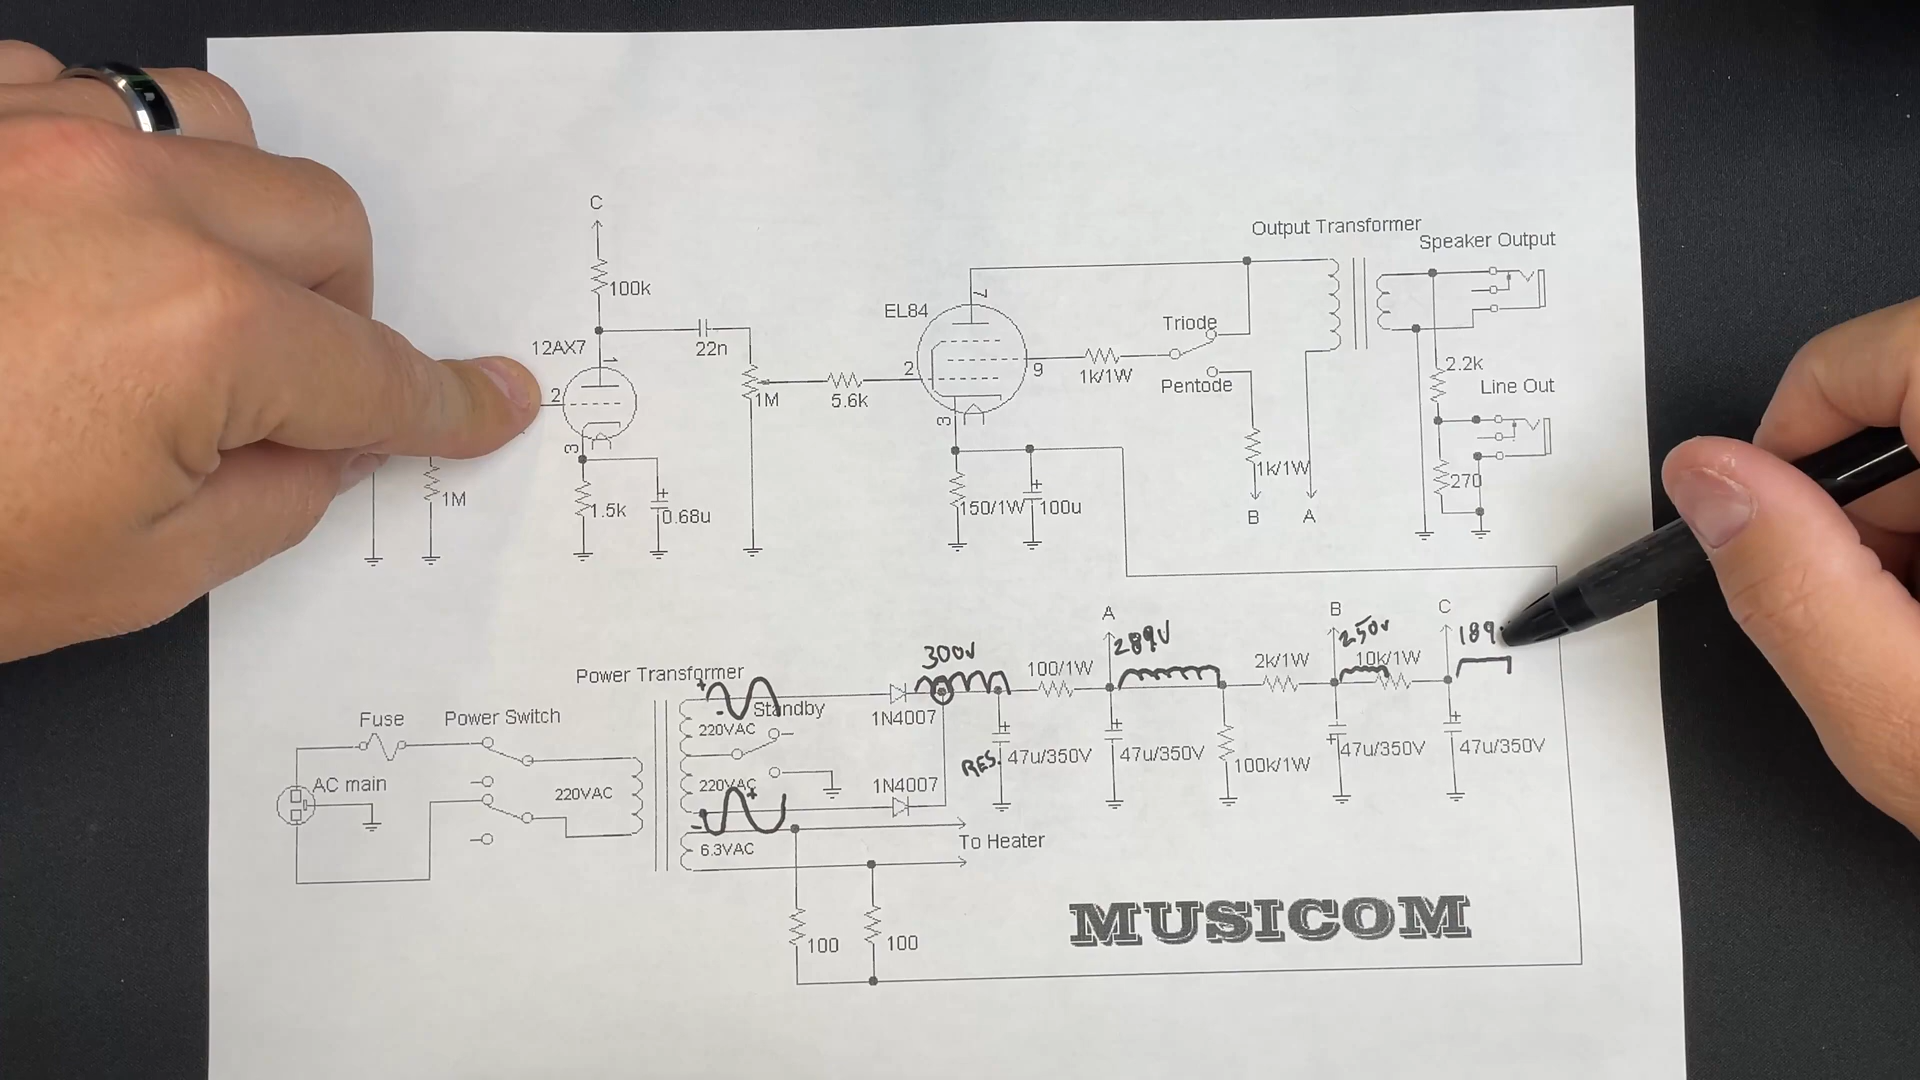 C
100k
12AX7
1
2
3
22n
1M
5.6k
1M
1.5k
+
0.68u
EL84
7
2
9
3
150/1W
+
100u
1k/1W
Triode
Pentode
1k/1W
B
A
Output Transformer
Speaker Output
2.2k
Line Out
270
Power Transformer
Fuse
Power Switch
AC main
220VAC
+
-
220VAC
Standby
220VAC
+
-
6.3VAC
1N4007
1N4007
300V
RES.
+
47u/350V
100/1W
A
289V
+
47u/350V
100k/1W
2k/1W
B
250V
10k/1W
+
47u/350V
C
189
+
47u/350V
To Heater
100
100
MUSICOM